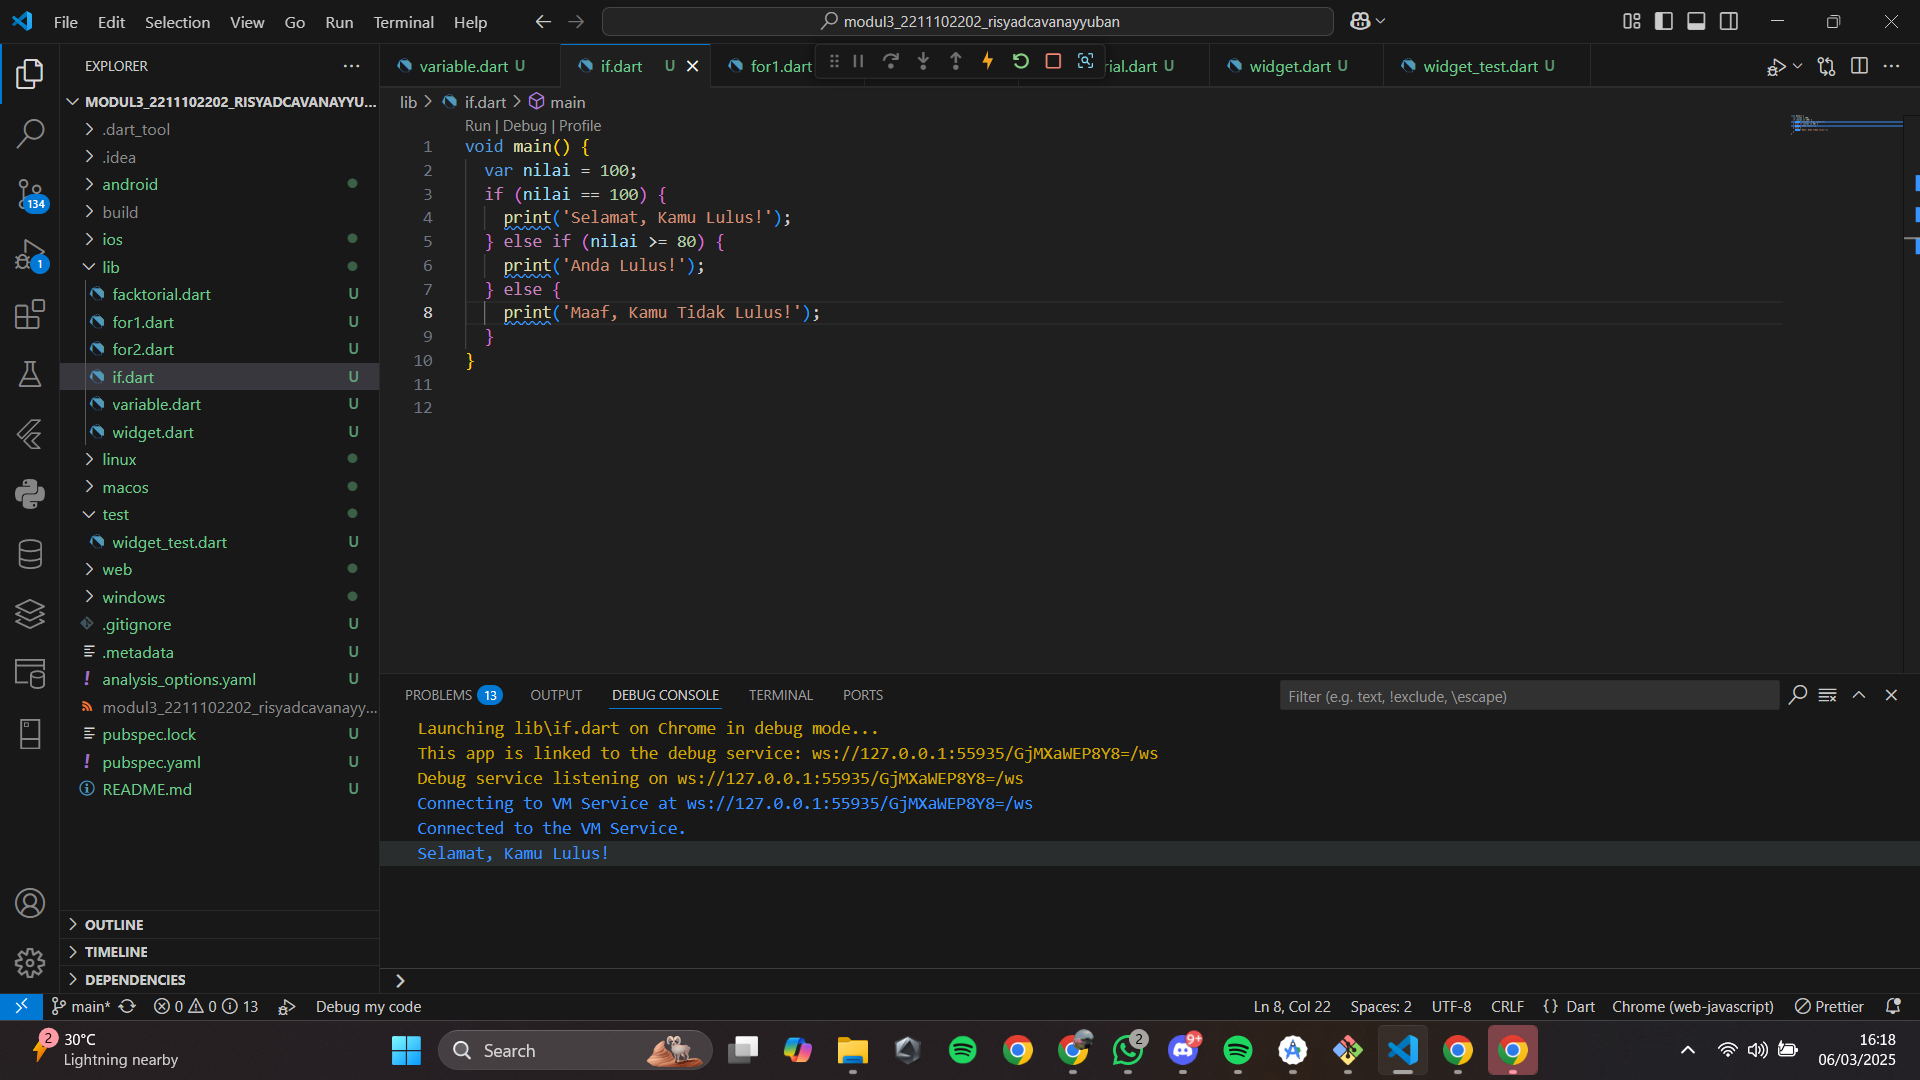 File Edit Selection View Go Run Terminal Help
modul3_2211102202_risyadcavanayyuban
EXPLORER
variable.dart U
if.dart U
for1.dart
rial.dart U
widget.dart U
widget_test.dart U
MODUL3_2211102202_RISYADCAVANAYYU...
.dart_tool
.idea
android
build
ios
lib
facktorial.dart U
for1.dart U
for2.dart U
if.dart U
variable.dart U
widget.dart U
linux
macos
test
widget_test.dart U
web
windows
.gitignore U
.metadata U
analysis_options.yaml U
modul3_2211102202_risyadcavanayy...
pubspec.lock U
pubspec.yaml U
README.md U
OUTLINE
TIMELINE
DEPENDENCIES
134
1
lib > if.dart > main
Run | Debug | Profile
1 void main() {
2 var nilai = 100;
3 if (nilai == 100) {
4 print('Selamat, Kamu Lulus!');
5 } else if (nilai >= 80) {
6 print('Anda Lulus!');
7 } else {
8 print('Maaf, Kamu Tidak Lulus!');
9 }
10 }
11
12
PROBLEMS 13 OUTPUT DEBUG CONSOLE TERMINAL PORTS
Filter (e.g. text, !exclude, \escape)
Launching lib\if.dart on Chrome in debug mode...
This app is linked to the debug service: ws://127.0.0.1:55935/GjMXaWEP8Y8=/ws
Debug service listening on ws://127.0.0.1:55935/GjMXaWEP8Y8=/ws
Connecting to VM Service at ws://127.0.0.1:55935/GjMXaWEP8Y8=/ws
Connected to the VM Service.
Selamat, Kamu Lulus!
main* 0 0 13 Debug my code
Ln 8, Col 22 Spaces: 2 UTF-8 CRLF {} Dart Chrome (web-javascript) Prettier
2
30°C
Lightning nearby
Search
2
9+
16:18
06/03/2025